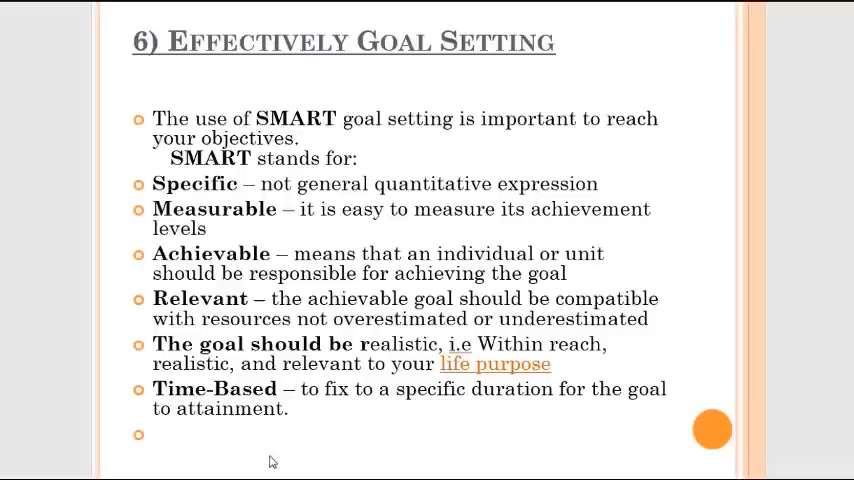 6) EFFECTIVELY GOAL SETTING
The use of SMART goal setting is important to reach
your objectives.
SMART stands for:
Specific – not general quantitative expression
Measurable – it is easy to measure its achievement
levels
Achievable – means that an individual or unit
should be responsible for achieving the goal
Relevant – the achievable goal should be compatible
with resources not overestimated or underestimated
The goal should be realistic, i.e Within reach,
realistic, and relevant to your life purpose
Time-Based – to fix to a specific duration for the goal
to attainment.